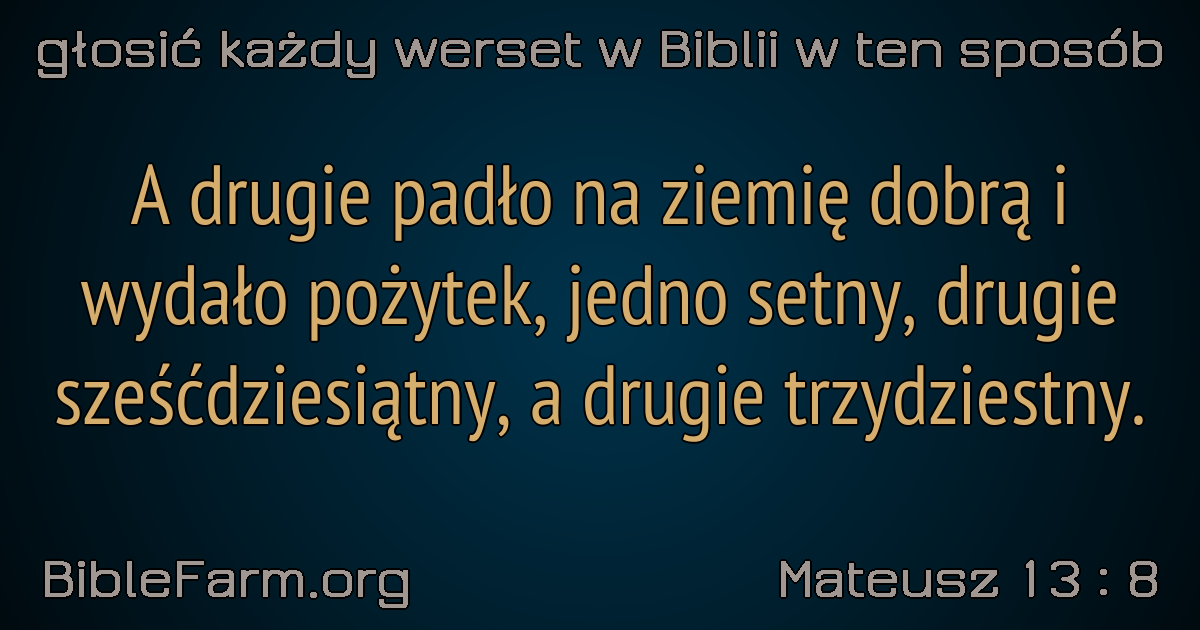 głosić każdy werset w Biblii w ten sposób
A drugie padło na ziemię dobrą i
wydało pożytek, jedno setny, drugie
sześćdziesiątny, a drugie trzydziestny.
BibleFarm.org
Mateusz 13 : 8